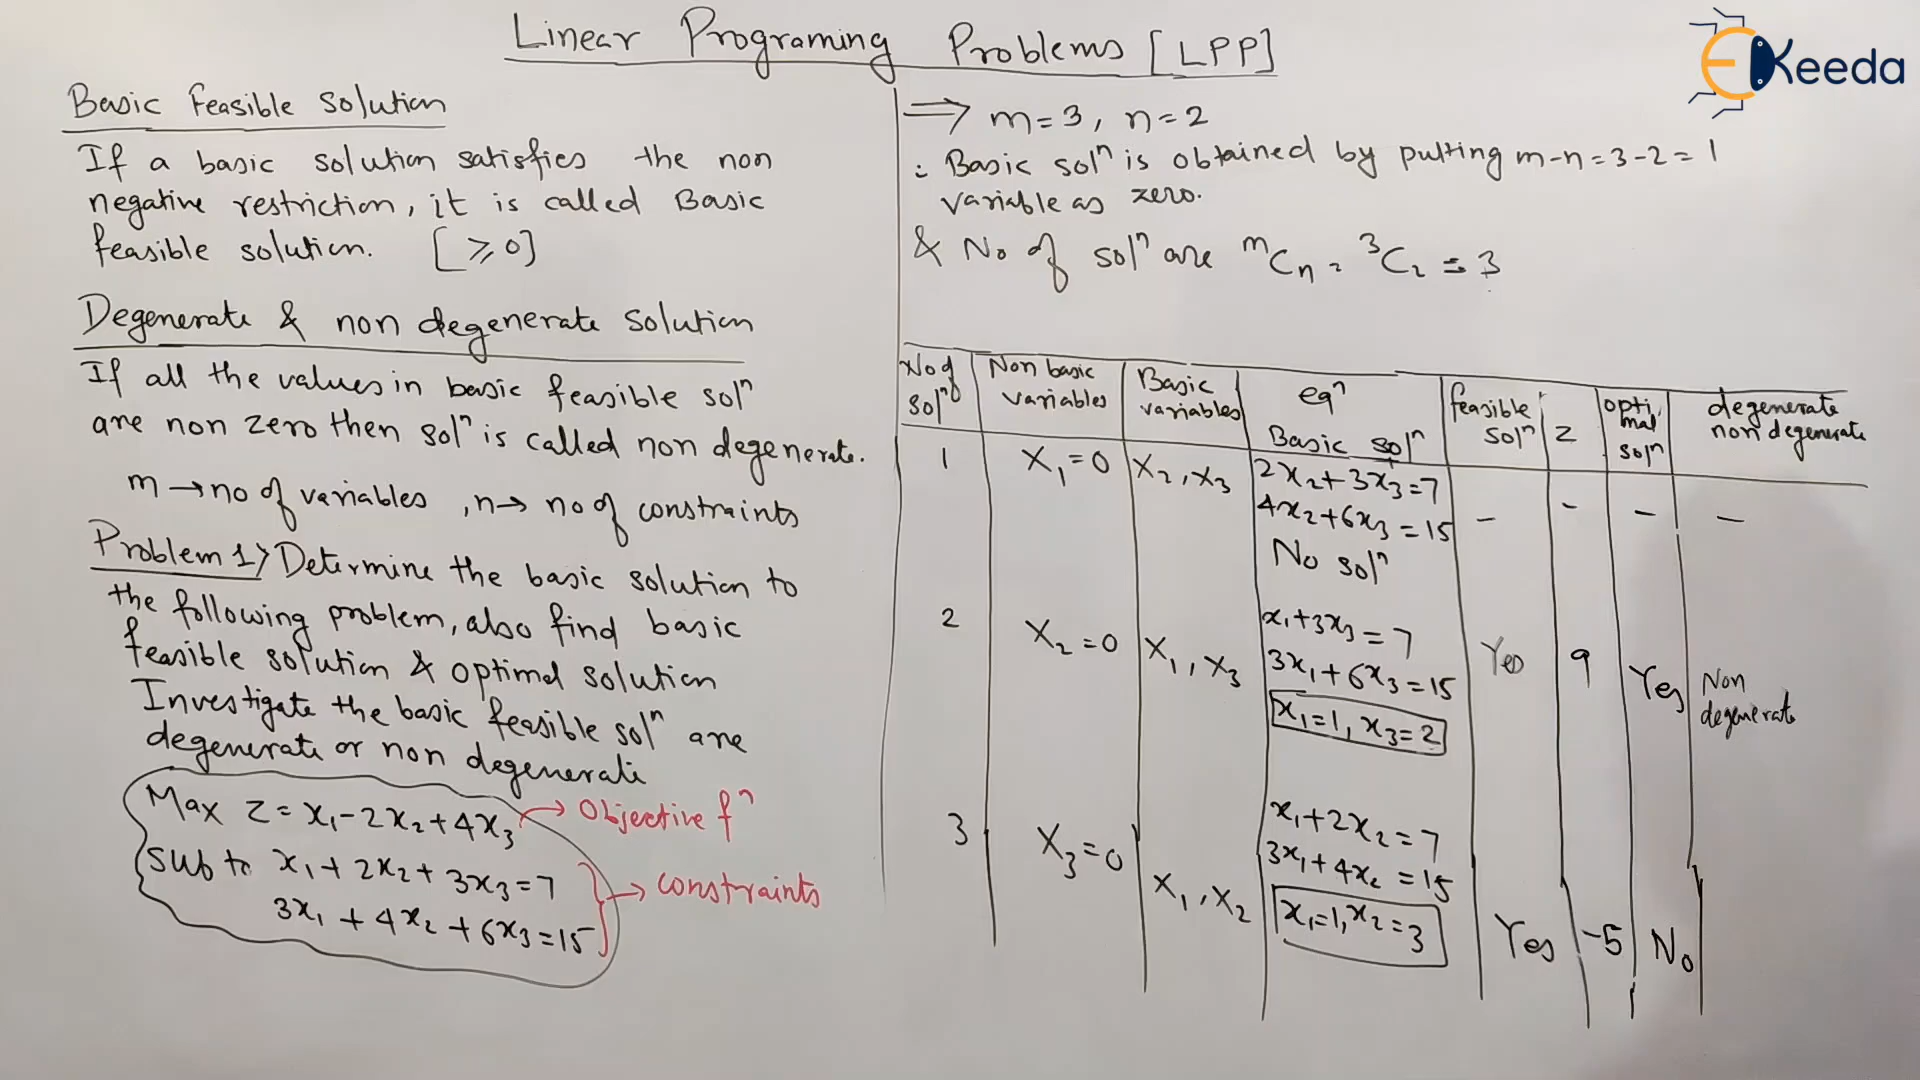 Linear Programing Problems [LPP]
EKeeda
Basic Feasible Solution
If a basic solution satisfies the non
negative restriction, it is called Basic
feasible solution. [≥0]
Degenerate & non degenerate Solution
If all the values in basic feasible solⁿ
are non zero then solⁿ is called non degenerate.
m → no of variables , n → no of constraints
Problem 1> Determine the basic solution to
the following problem, also find basic
feasible solution & optimal solution
Investigate the basic feasible solⁿ are
degenerate or non degenerate
Max Z = x₁ - 2x₂ + 4x₃ → Objective fⁿ
Sub to x₁ + 2x₂ + 3x₃ = 7
3x₁ + 4x₂ + 6x₃ = 15
→ constraints
⇒ m = 3, n = 2
∴ Basic solⁿ is obtained by putting m-n = 3-2 = 1
variable as zero.
& No of solⁿ are ᵐCₙ = ³C₂ = 3
No of solⁿ | Non basic variables | Basic variables | eqⁿ Basic solⁿ | feasible solⁿ | Z | optimal solⁿ | degenerate non degenerate
1 X₁=0 X₂, X₃ 2x₂+3x₃=7
4x₂+6x₃=15 - - - -
No solⁿ
2 X₂=0 X₁, X₃ x₁+3x₃=7
3x₁+6x₃=15 Yes 9 Yes Non degenerate
x₁=1, x₃=2
3 X₃=0 X₁, X₂ x₁+2x₂=7
3x₁+4x₂=15
x₁=1, x₂=3 Yes -5 No